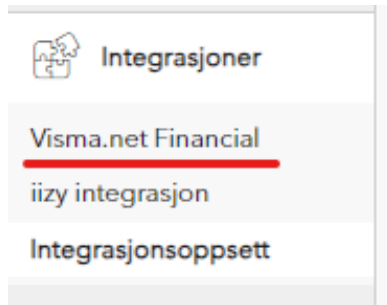 Integrasjoner
Visma.net Financial
iizy integrasjon
Integrasjonsoppsett